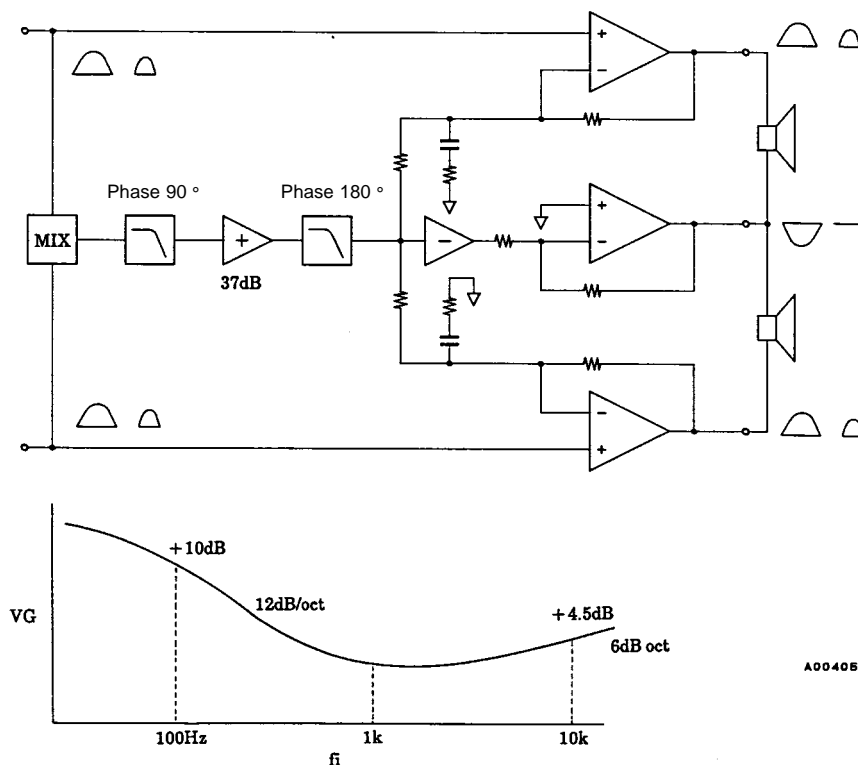 +
−
Phase 90 °
Phase 180 °
MIX
+
37dB
−
+
−
−
+
+10dB
12dB/oct
+4.5dB
6dB oct
VG
A00405
100Hz
1k
10k
fi